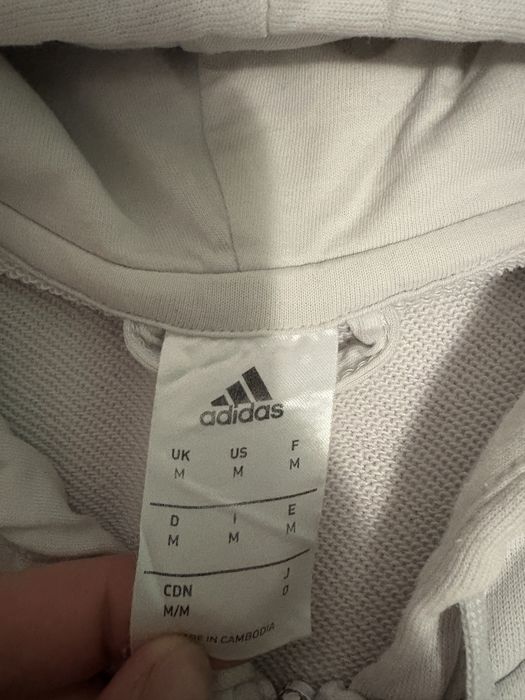 adidas
UK US F
M M M
D I E
M M M
CDN J
M/M O
IN CAMBODIA